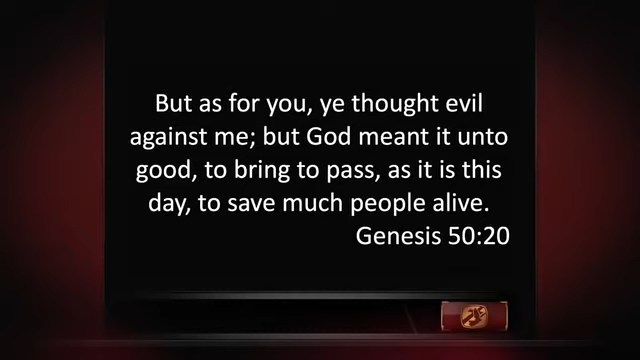 But as for you, ye thought evil
against me; but God meant it unto
good, to bring to pass, as it is this
day, to save much people alive.
Genesis 50:20